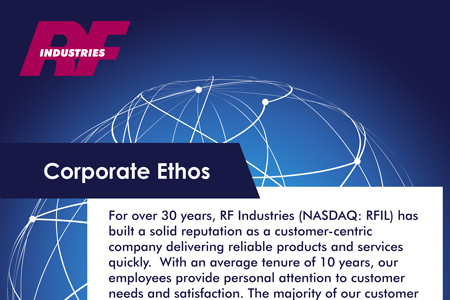 RF
INDUSTRIES
Corporate Ethos
For over 30 years, RF Industries (NASDAQ: RFIL) has
built a solid reputation as a customer-centric
company delivering reliable products and services
quickly.  With an average tenure of 10 years, our
employees provide personal attention to customer
needs and satisfaction. The majority of our customer